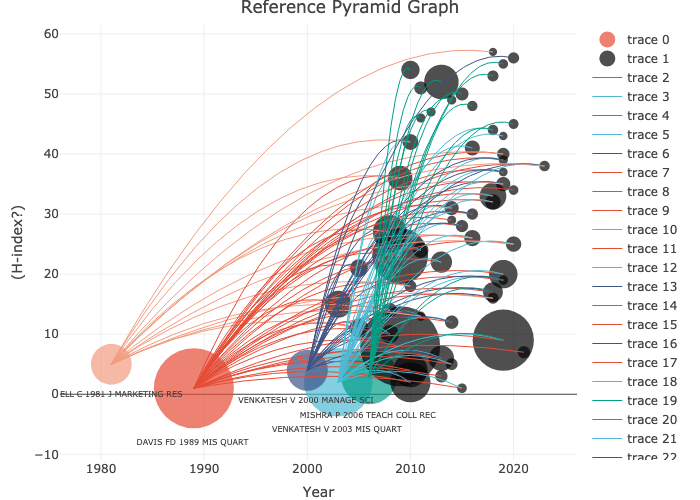 Reference Pyramid Graph
60
50
40
30
20
10
0
−10
(H-index?)
ELL C 1981 J MARKETING RES
VENKATESH V 2000 MANAGE SCI
MISHRA P 2006 TEACH COLL REC
VENKATESH V 2003 MIS QUART
DAVIS FD 1989 MIS QUART
1980
1990
2000
2010
2020
Year
trace 0
trace 1
trace 2
trace 3
trace 4
trace 5
trace 6
trace 7
trace 8
trace 9
trace 10
trace 11
trace 12
trace 13
trace 14
trace 15
trace 16
trace 17
trace 18
trace 19
trace 20
trace 21
trace 22